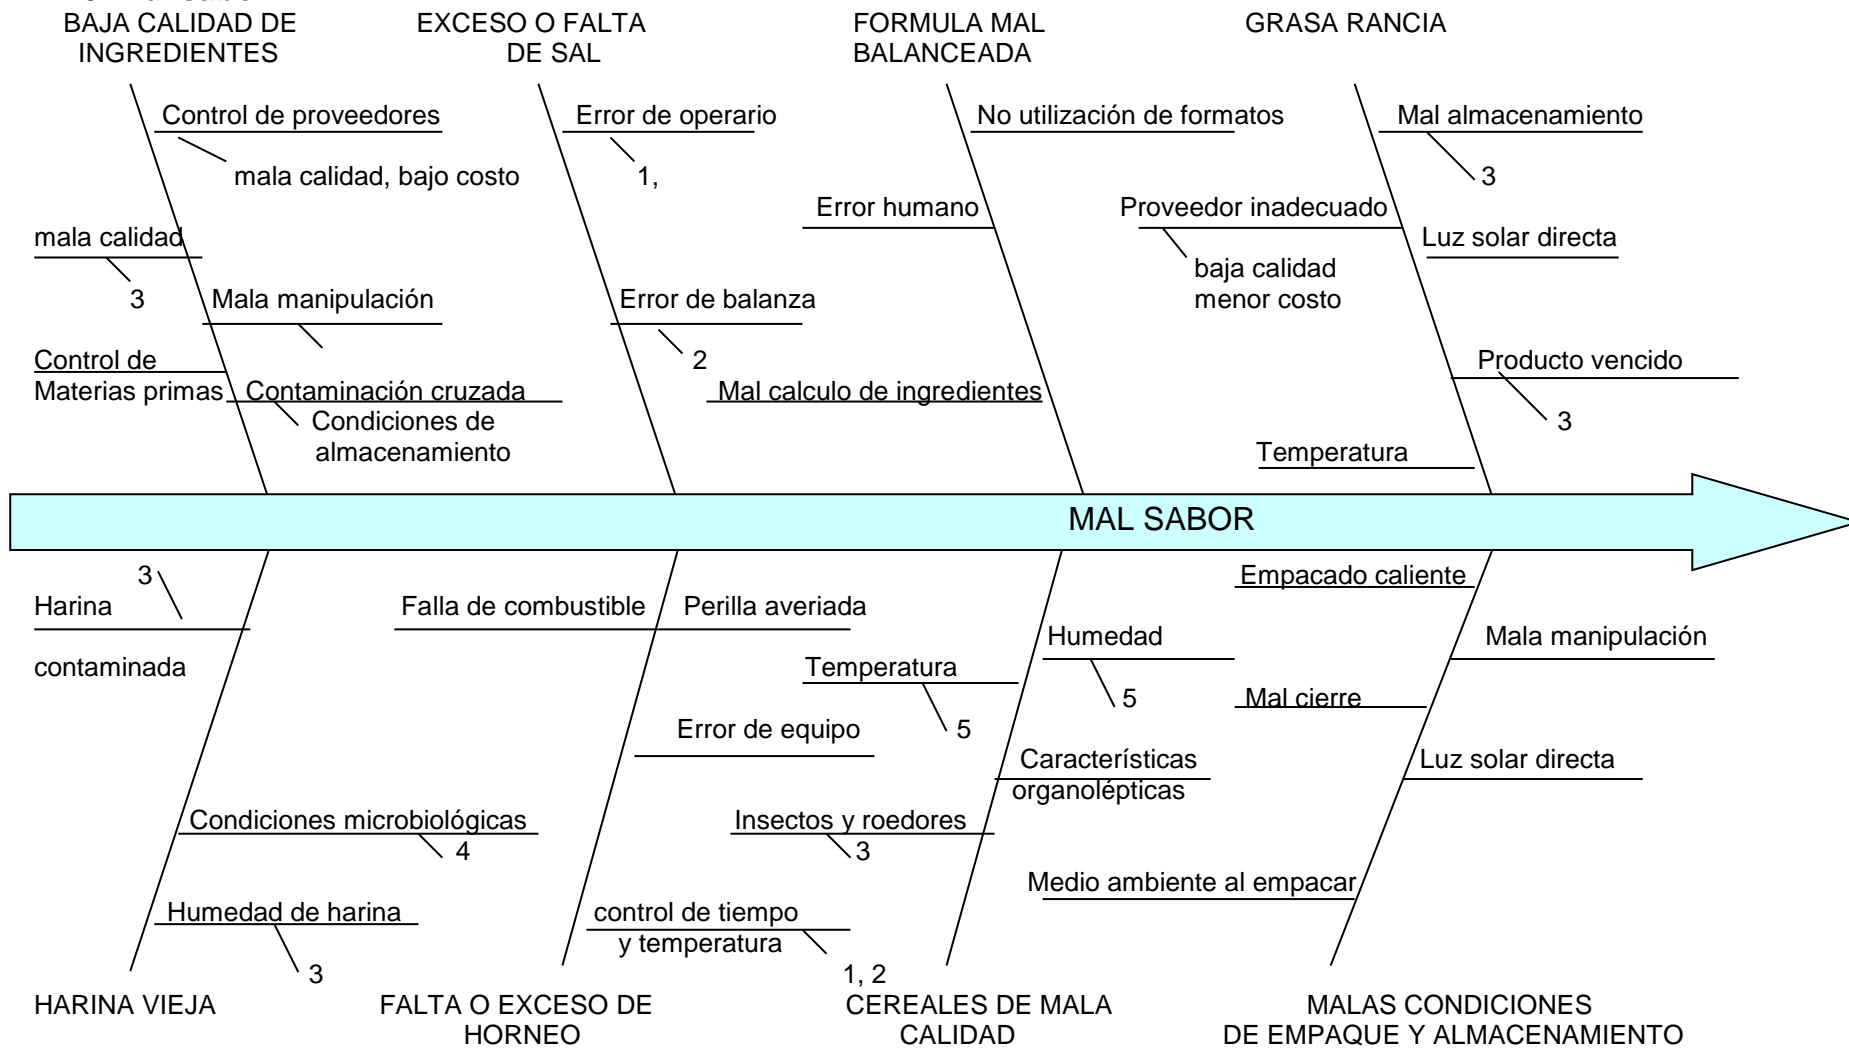 BAJA CALIDAD DE
INGREDIENTES
EXCESO O FALTA
DE SAL
FORMULA MAL
BALANCEADA
GRASA RANCIA
Control de proveedores
mala calidad, bajo costo
mala calidad
3
Mala manipulación
Control de
Materias primas
Contaminación cruzada
Condiciones de
almacenamiento
Error de operario
1,
Error de balanza
2
No utilización de formatos
Error humano
Mal calculo de ingredientes
Mal almacenamiento
3
Proveedor inadecuado
baja calidad
menor costo
Luz solar directa
Producto vencido
3
Temperatura
MAL SABOR
3
Harina
contaminada
Condiciones microbiológicas
4
Humedad de harina
3
Falla de combustible
Perilla averiada
Error de equipo
control de tiempo
y temperatura
1, 2
Temperatura
5
Humedad
5
Características
organolépticas
Insectos y roedores
3
Empacado caliente
Mala manipulación
Mal cierre
Luz solar directa
Medio ambiente al empacar
HARINA VIEJA
FALTA O EXCESO DE
HORNEO
CEREALES DE MALA
CALIDAD
MALAS CONDICIONES
DE EMPAQUE Y ALMACENAMIENTO